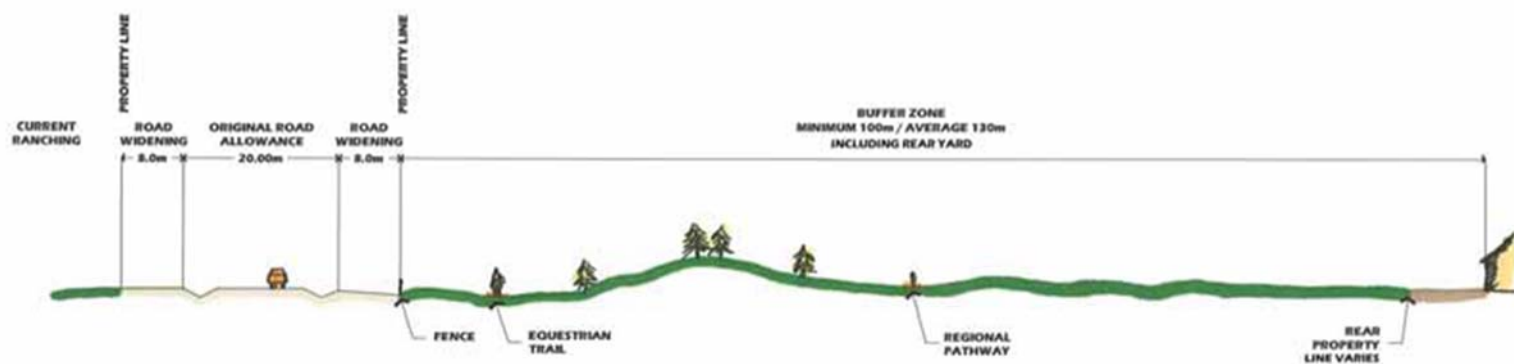 PROPERTY LINE
PROPERTY LINE
CURRENT
RANCHING
ROAD
WIDENING
8.0m
ORIGINAL ROAD
ALLOWANCE
20.00m
ROAD
WIDENING
8.0m
BUFFER ZONE
MINIMUM 100m / AVERAGE 130m
INCLUDING REAR YARD
FENCE
EQUESTRIAN
TRAIL
REGIONAL
PATHWAY
REAR
PROPERTY
LINE VARIES